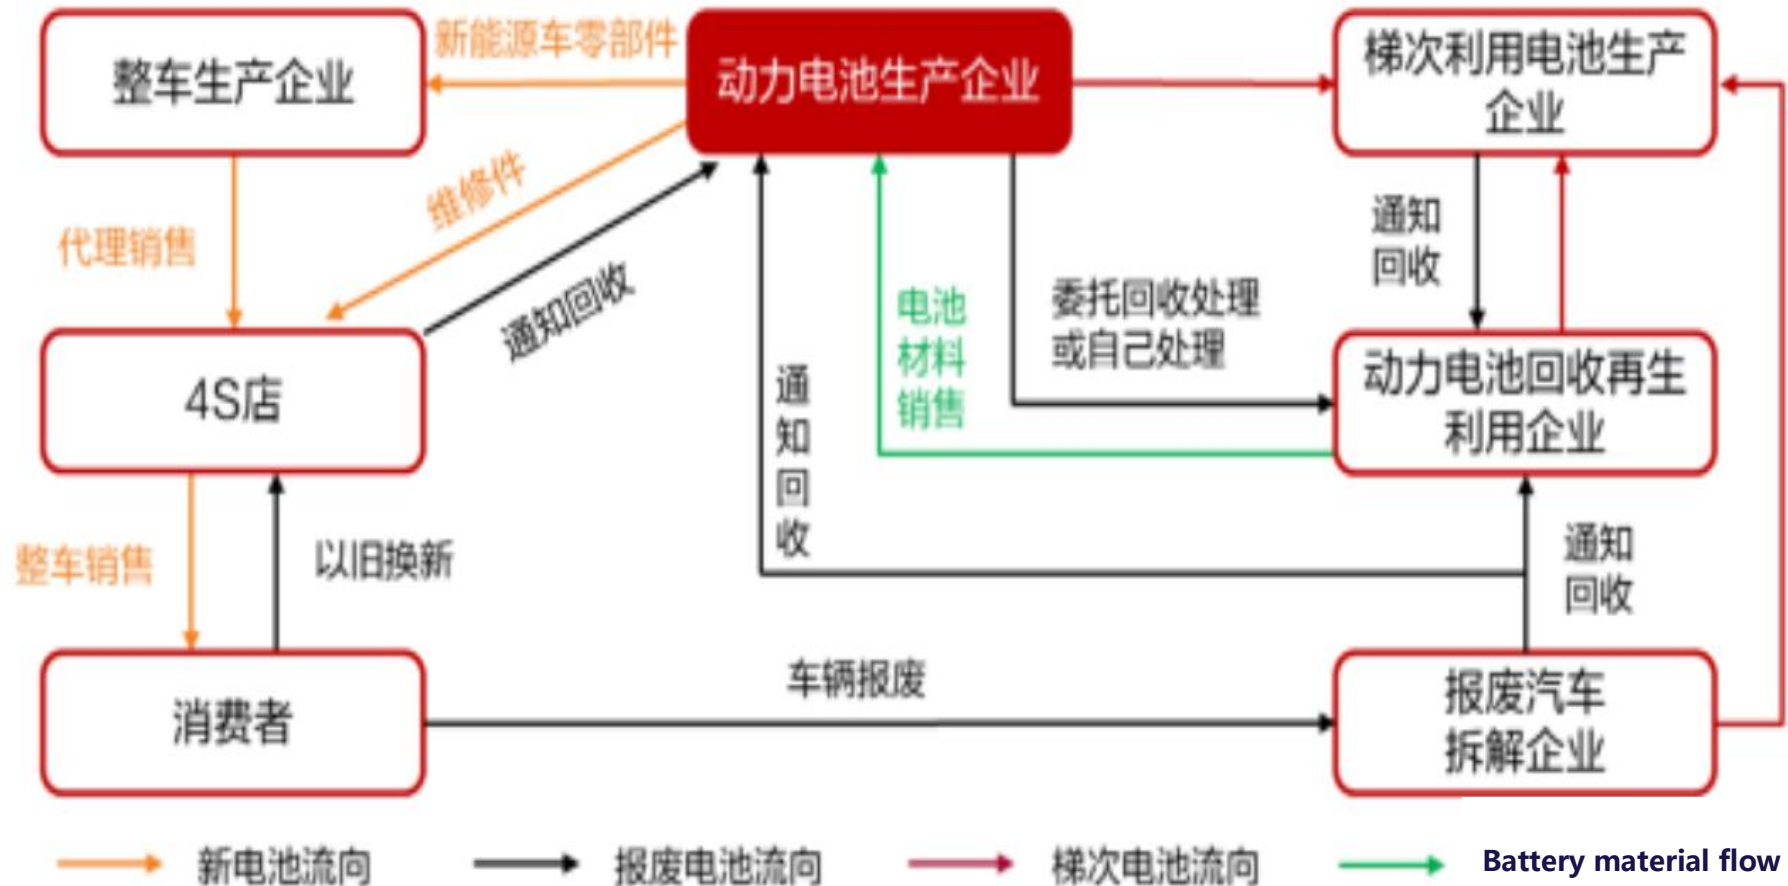 新能源车零部件
整车生产企业
动力电池生产企业
梯次利用电池生产
企业
维修件
代理销售
通知回收
通知
回收
电池
材料
销售
委托回收处理
或自己处理
4S店
通
知
回
收
动力电池回收再生
利用企业
整车销售
以旧换新
通知
回收
车辆报废
消费者
报废汽车
拆解企业
新电池流向
报废电池流向
梯次电池流向
Battery material flow